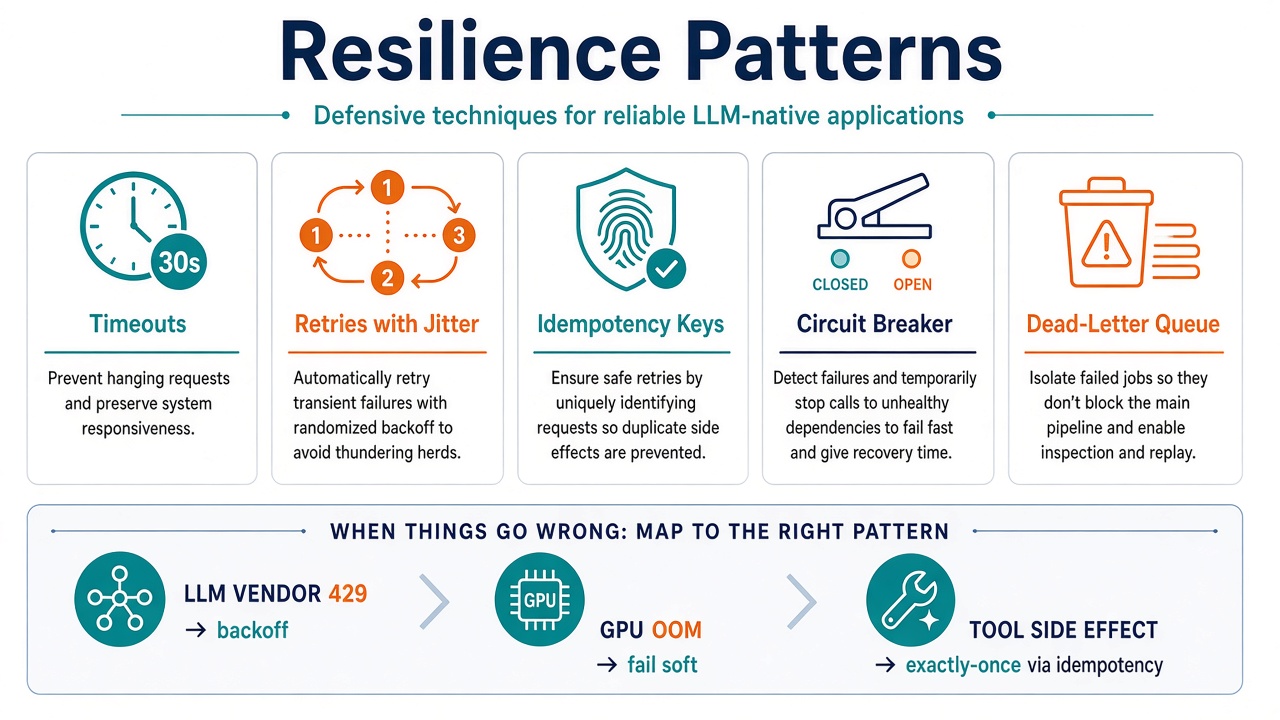 Resilience Patterns
Defensive techniques for reliable LLM-native applications
30s
Timeouts
Prevent hanging requests
and preserve system
responsiveness.
1
1
3
2
Retries with Jitter
Automatically retry
transient failures with
randomized backoff to
avoid thundering herds.
Idempotency Keys
Ensure safe retries by
uniquely identifying
requests so duplicate side
effects are prevented.
CLOSED
OPEN
Circuit Breaker
Detect failures and temporarily
stop calls to unhealthy
dependencies to fail fast
and give recovery time.
Dead-Letter Queue
Isolate failed jobs so they
don’t block the main
pipeline and enable
inspection and replay.
WHEN THINGS GO WRONG: MAP TO THE RIGHT PATTERN
LLM VENDOR 429
→ backoff
GPU
GPU OOM
→ fail soft
TOOL SIDE EFFECT
→ exactly-once via idempotency